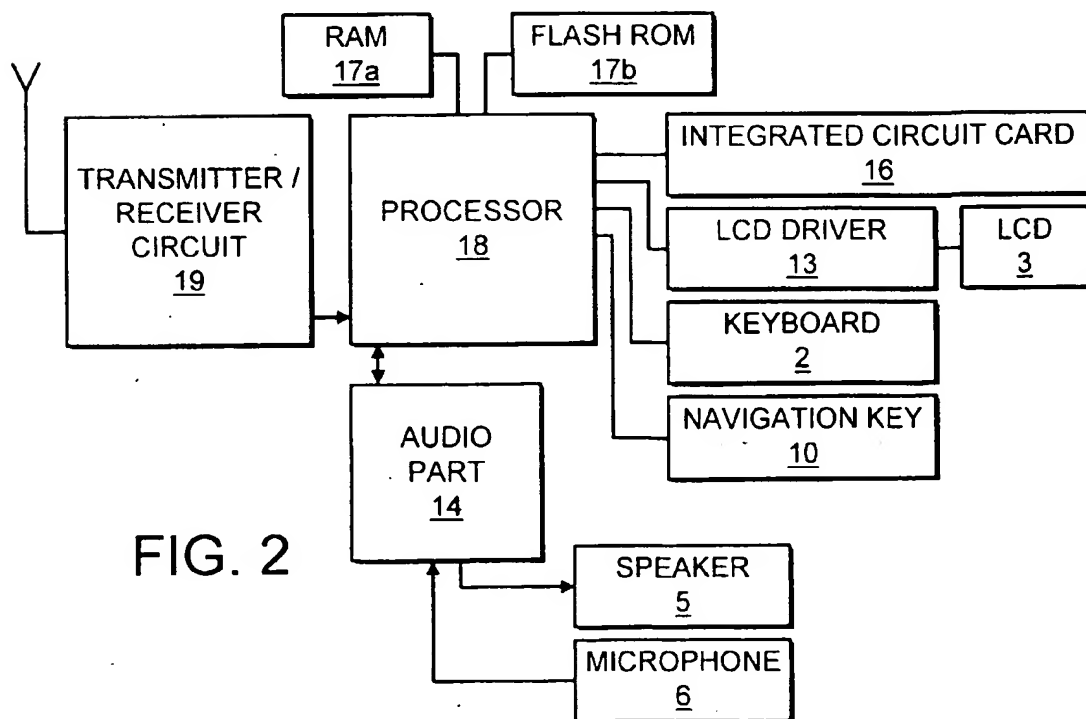 RAM
17a
FLASH ROM
17b
TRANSMITTER /
RECEIVER
CIRCUIT
19
PROCESSOR
18
INTEGRATED CIRCUIT CARD
16
LCD DRIVER
13
LCD
3
KEYBOARD
2
NAVIGATION KEY
10
AUDIO
PART
14
FIG. 2
SPEAKER
5
MICROPHONE
6